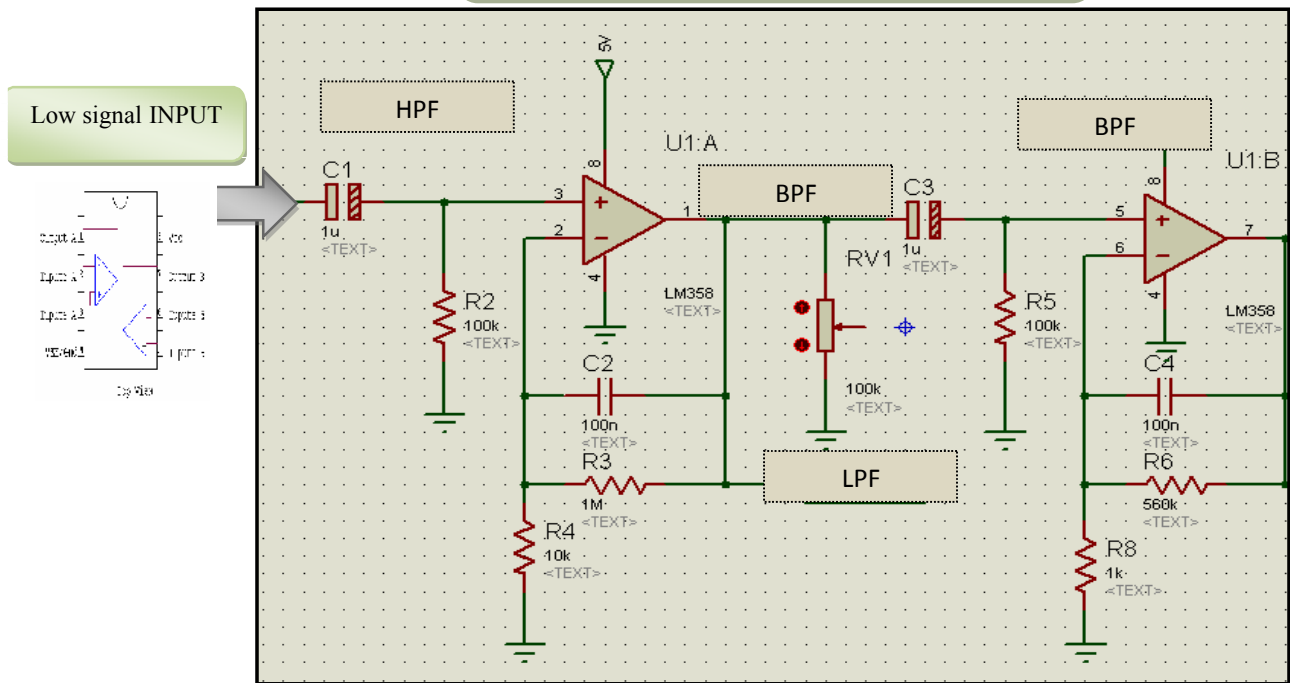 Low signal INPUT
HPF
5V
8
U1:A
C1
1u
<TEXT>
3
2
1
4
LM358
<TEXT>
R2
100k
<TEXT>
C2
100n
<TEXT>
R3
1M
<TEXT>
R4
10k
<TEXT>
BPF
RV1
100k
<TEXT>
LPF
C3
1u
<TEXT>
R5
100k
<TEXT>
BPF
8
U1:B
5
6
7
4
LM358
<TEXT>
C4
100n
<TEXT>
R6
560k
<TEXT>
R8
1k
<TEXT>
Top View